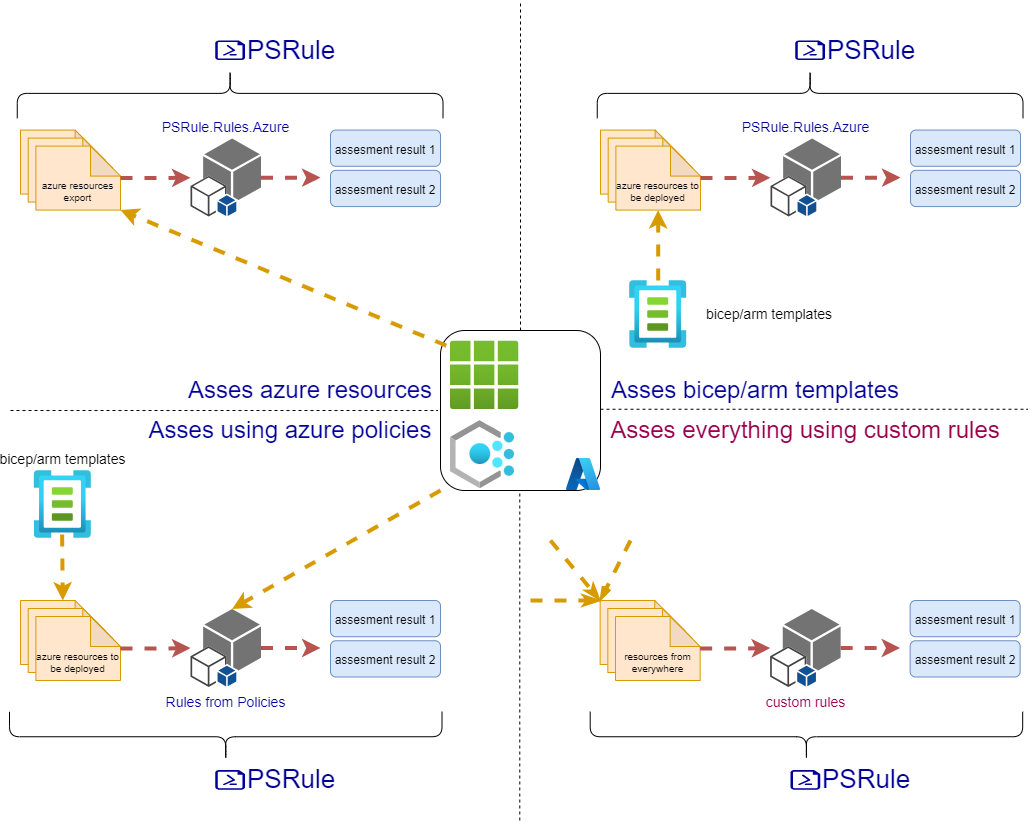 PSRule
PSRule.Rules.Azure
azure resources
export
assesment result 1
assesment result 2
Asses azure resources
PSRule
PSRule.Rules.Azure
azure resources to
be deployed
assesment result 1
assesment result 2
bicep/arm templates
Asses bicep/arm templates
Asses using azure policies
bicep/arm templates
azure resources to
be deployed
assesment result 1
assesment result 2
Rules from Policies
PSRule
Asses everything using custom rules
resources from
everywhere
assesment result 1
assesment result 2
custom rules
PSRule